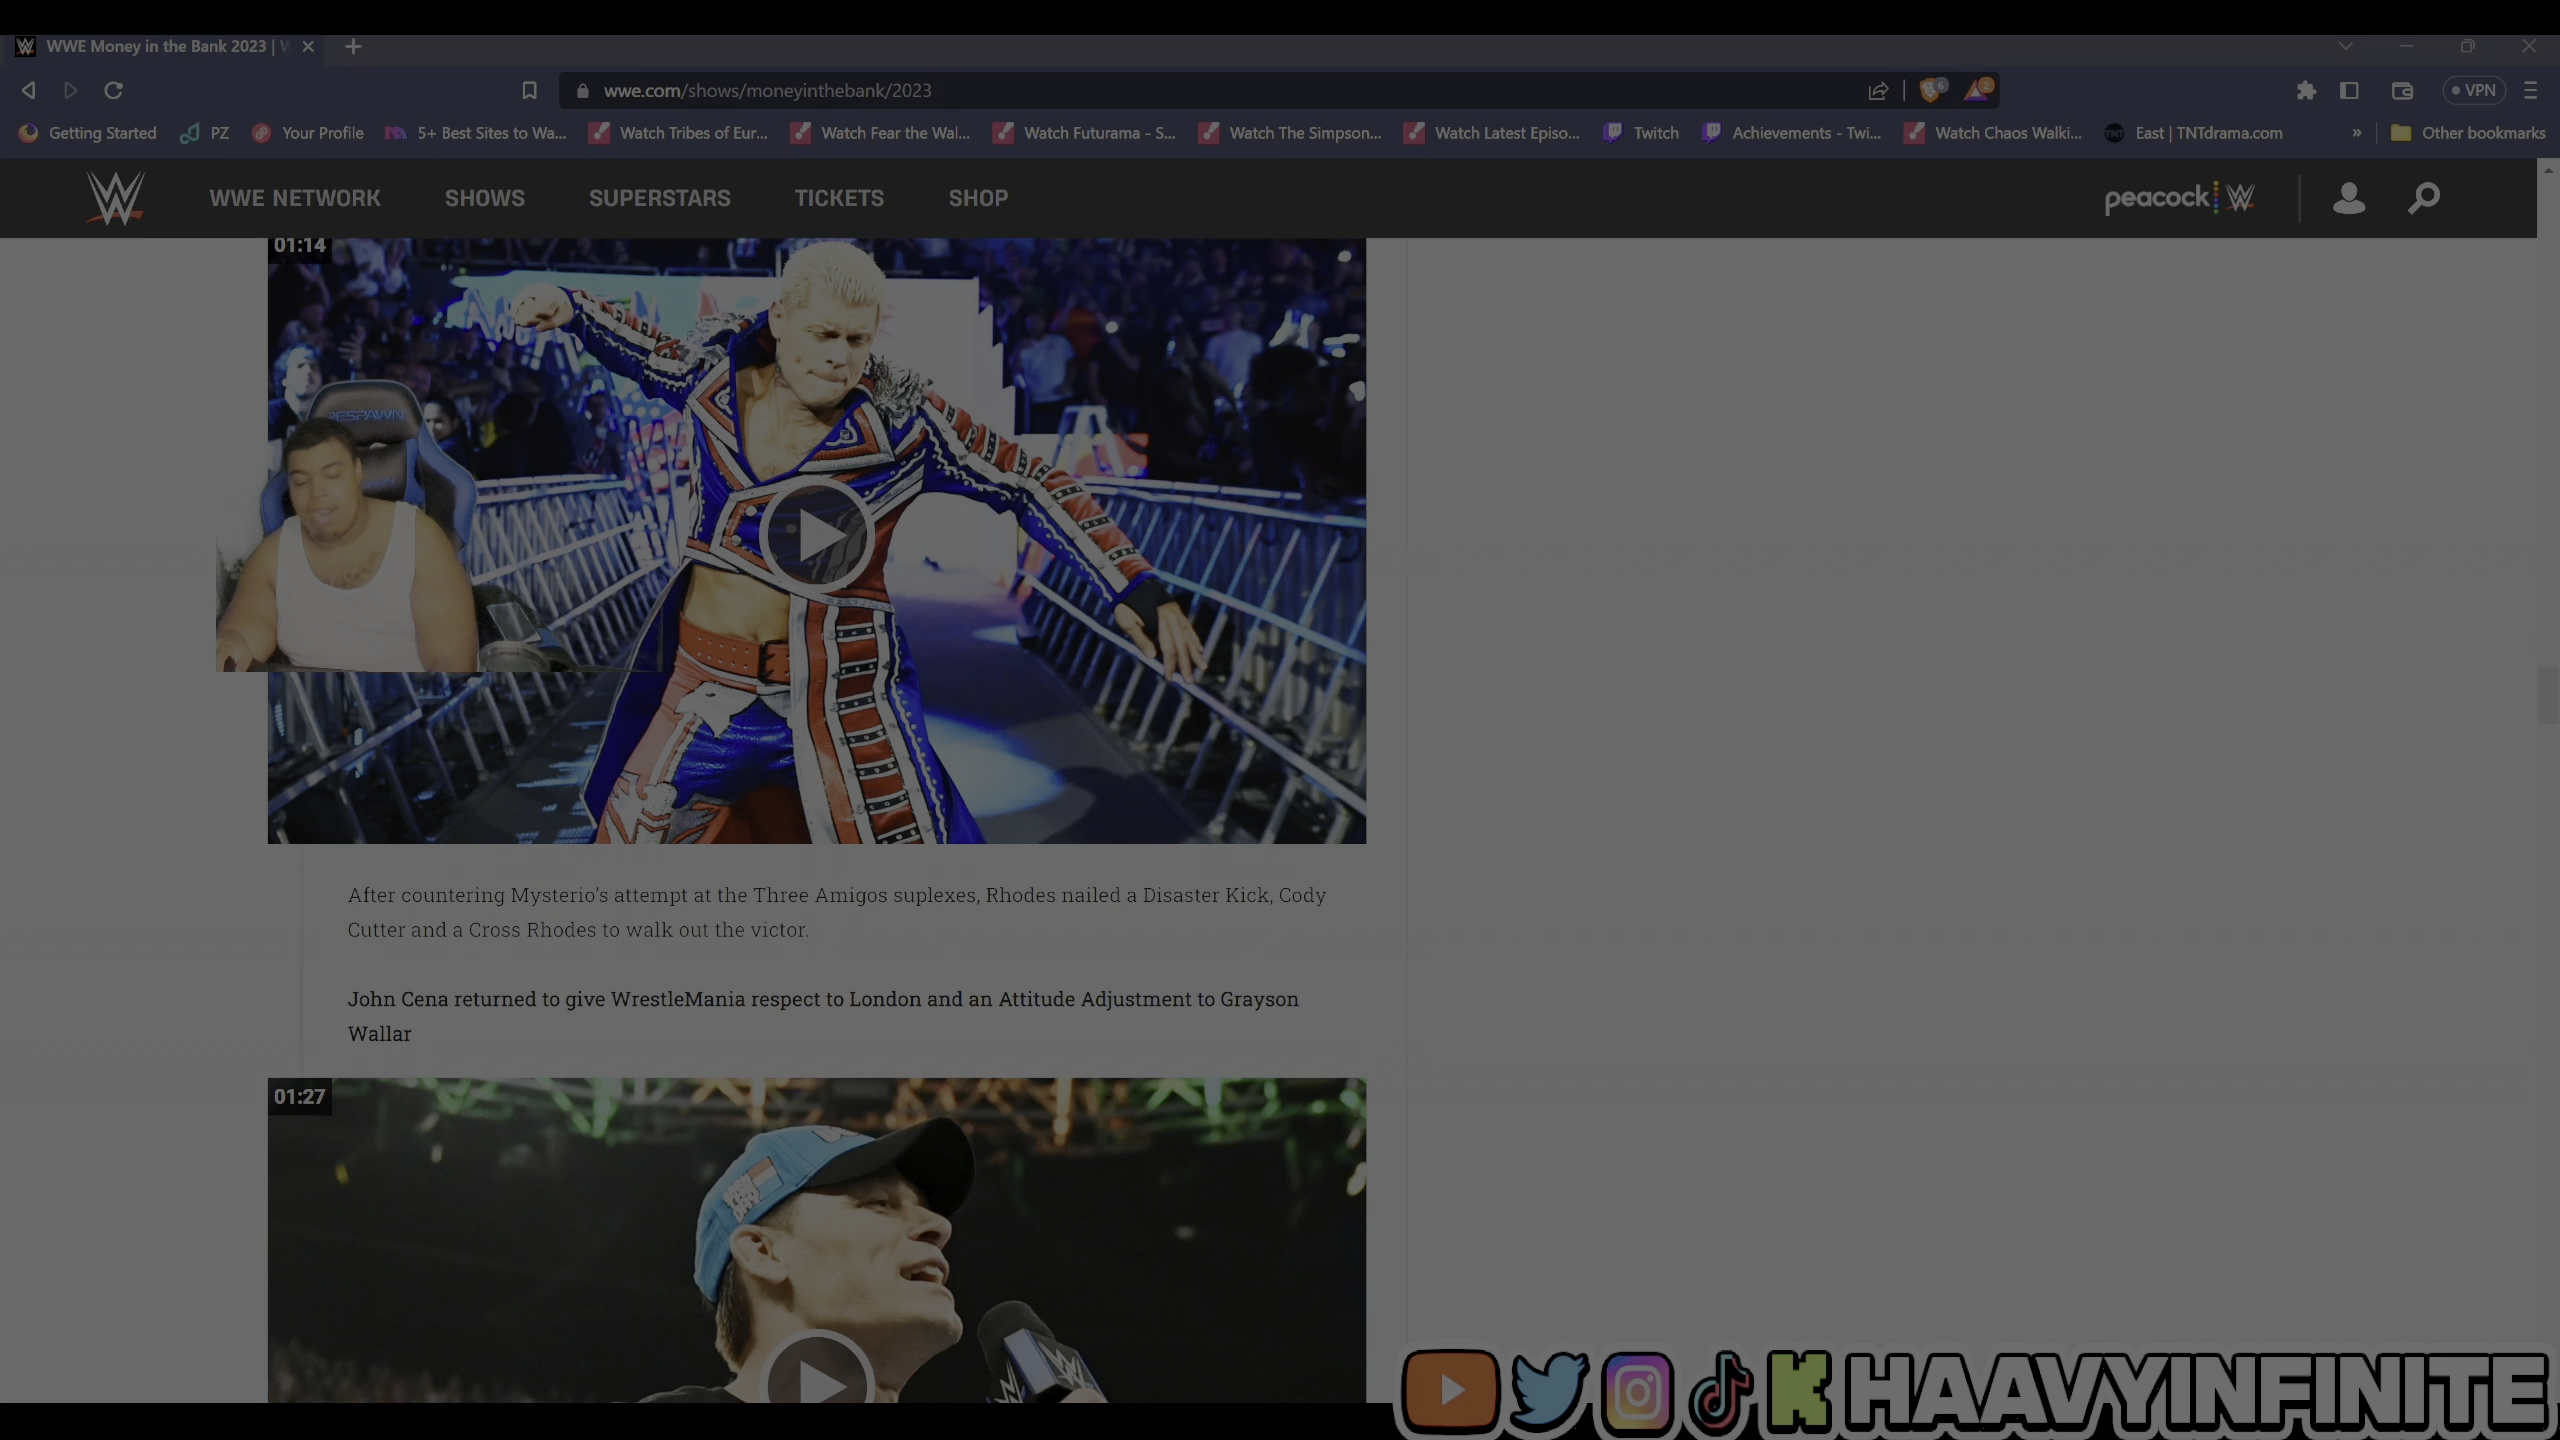 WWE Money in the Bank 2023 | W
wwe.com/shows/moneyinthebank/2023
6
2
VPN
Getting Started
PZ
Your Profile
5+ Best Sites to Wa...
Watch Tribes of Eur...
Watch Fear the Wal...
Watch Futurama - S...
Watch The Simpson...
Watch Latest Episo...
Twitch
Achievements - Twi...
Watch Chaos Walki...
TNT
East | TNTdrama.com
»
Other bookmarks
WWE NETWORK
SHOWS
SUPERSTARS
TICKETS
SHOP
peacock
01:14
RESPAWN
After countering Mysterio's attempt at the Three Amigos suplexes, Rhodes nailed a Disaster Kick, Cody
Cutter and a Cross Rhodes to walk out the victor.
John Cena returned to give WrestleMania respect to London and an Attitude Adjustment to Grayson
Wallar
01:27
K HAAVYINFINITE